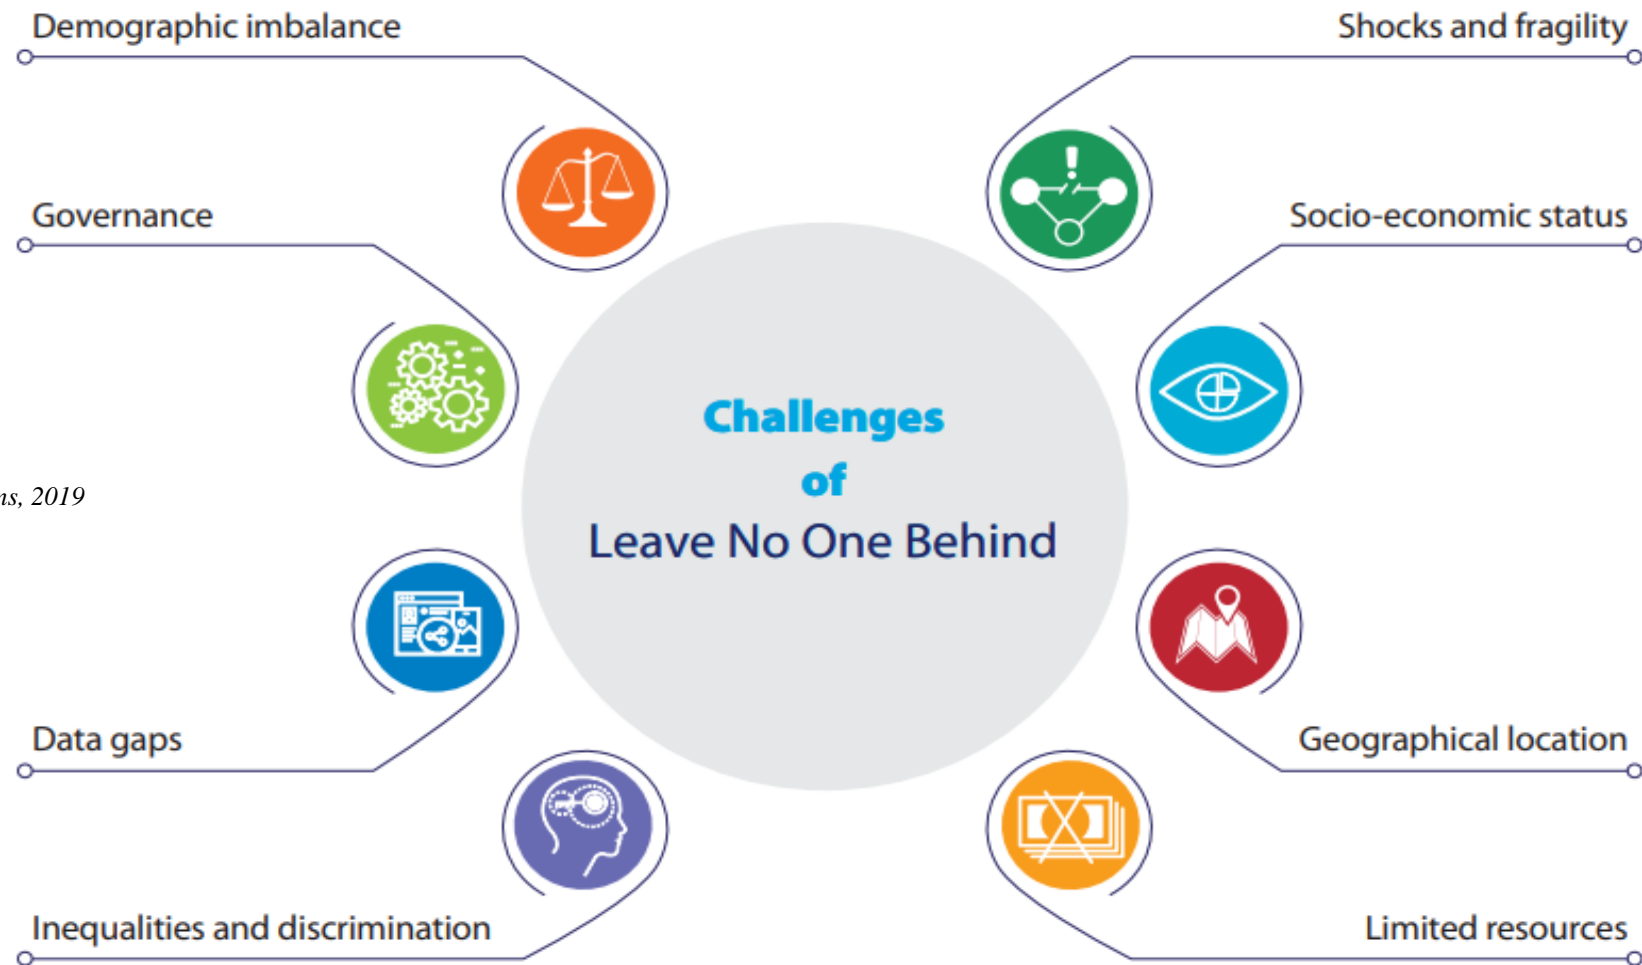 Demographic imbalance
Shocks and fragility
Governance
Socio-economic status
Challenges
of
Leave No One Behind
2019
Data gaps
Geographical location
Inequalities and discrimination
Limited resources